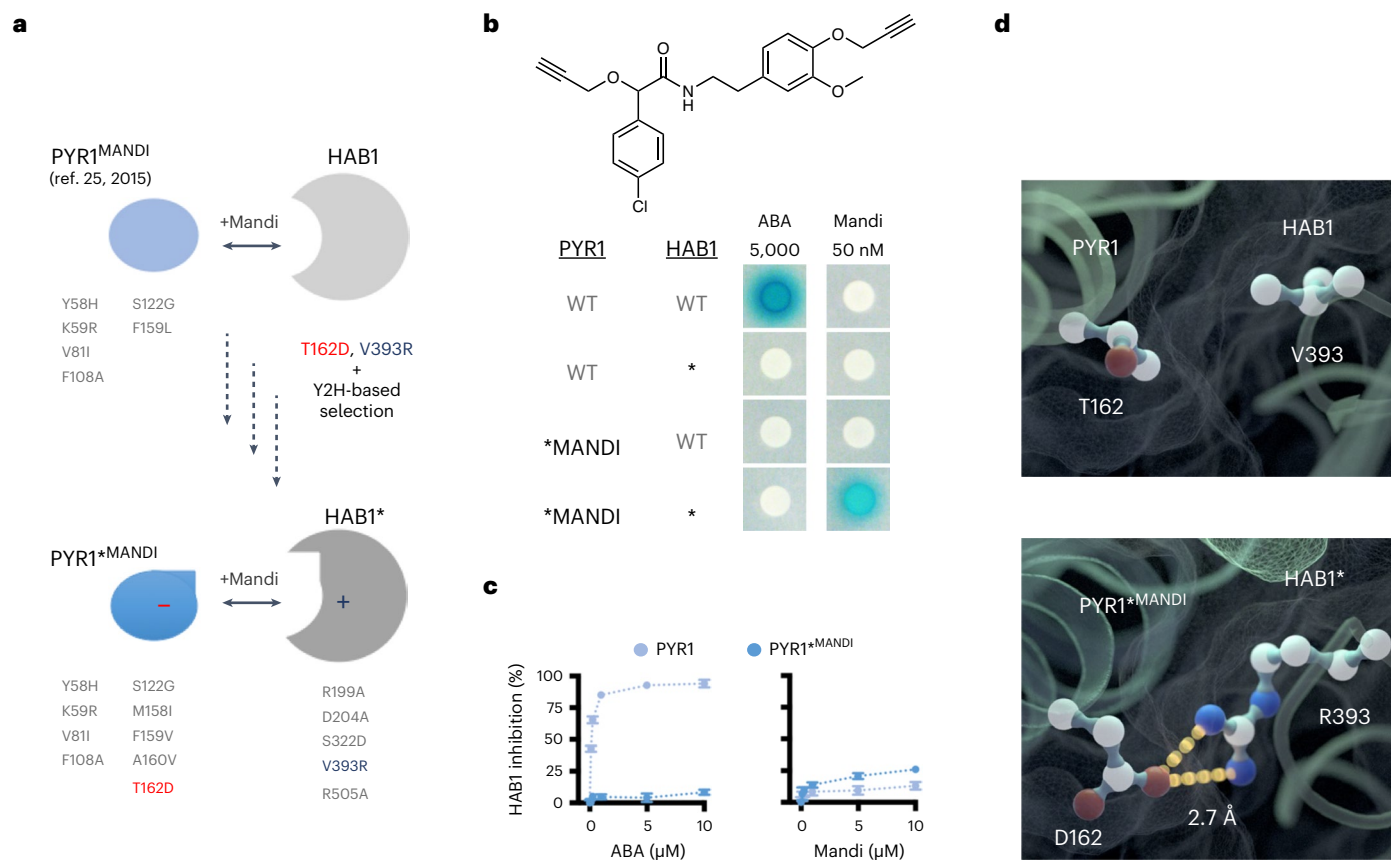 a
PYR1^MANDI
(ref. 25, 2015)
HAB1
+Mandi
Y58H
S122G
K59R
F159L
V81I
F108A
T162D, V393R
+
Y2H-based
selection
HAB1*
PYR1*^MANDI
+Mandi
−
+
Y58H
S122G
K59R
M158I
V81I
F159V
F108A
A160V
T162D
R199A
D204A
S322D
V393R
R505A
b
O
O
O
N
H
O
Cl
ABA
Mandi
PYR1
HAB1
5,000
50 nM
WT
WT
WT
*
*MANDI
WT
*MANDI
*
c
PYR1
PYR1*^MANDI
HAB1 inhibition (%)
100
75
50
25
0
0
5
10
ABA (μM)
0
5
10
Mandi (μM)
d
PYR1
HAB1
T162
V393
HAB1*
PYR1*^MANDI
R393
2.7 Å
D162